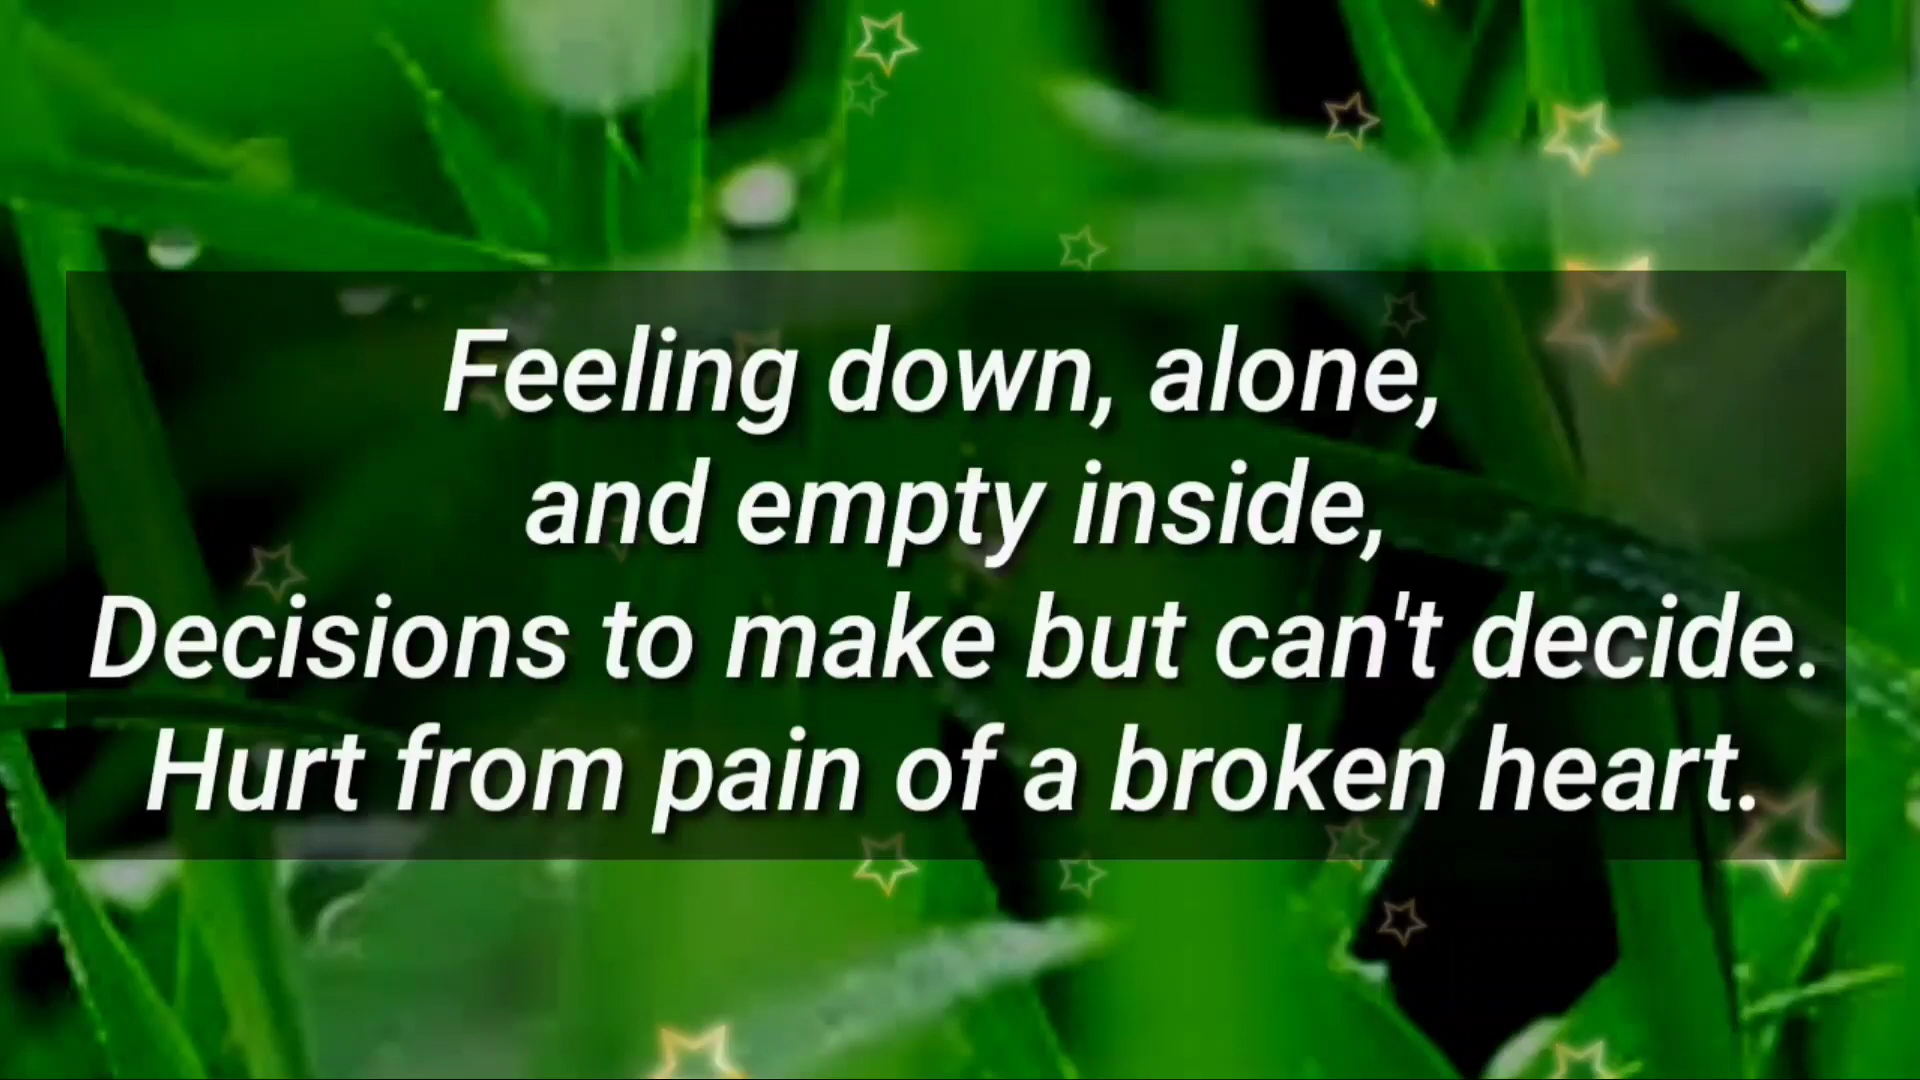 Feeling down, alone,
and empty inside,
Decisions to make but can't decide.
Hurt from pain of a broken heart.